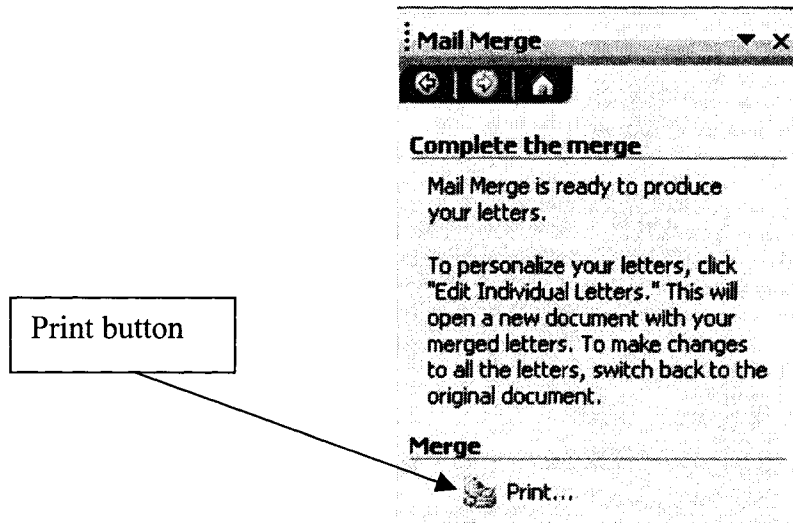 Mail Merge
Complete the merge
Mail Merge is ready to produce
your letters.
To personalize your letters, click
"Edit Individual Letters." This will
open a new document with your
merged letters. To make changes
to all the letters, switch back to the
original document.
Print button
Merge
Print...